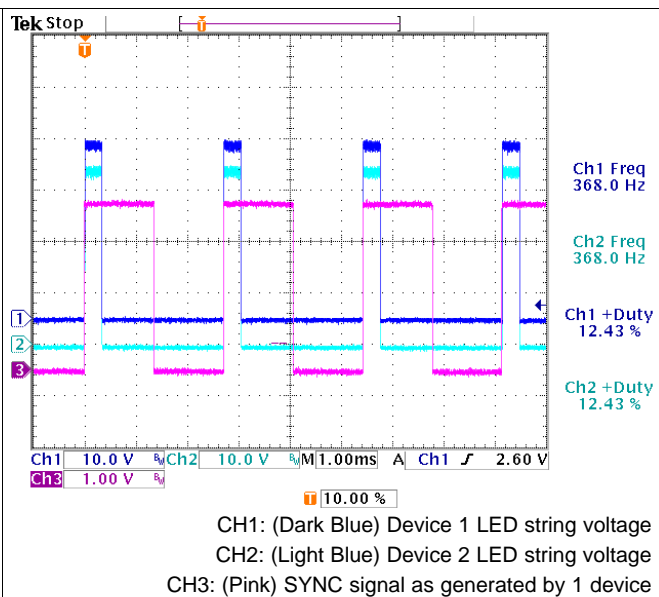 Tek Stop
T
T
Ch1 Freq
368.0 Hz
Ch2 Freq
368.0 Hz
1
Ch1 +Duty
12.43 %
2
3
Ch2 +Duty
12.43 %
Ch1 10.0 V BW Ch2 10.0 V BW M 1.00ms A Ch1 2.60 V
Ch3 1.00 V BW
T 10.00 %
CH1: (Dark Blue) Device 1 LED string voltage
CH2: (Light Blue) Device 2 LED string voltage
CH3: (Pink) SYNC signal as generated by 1 device